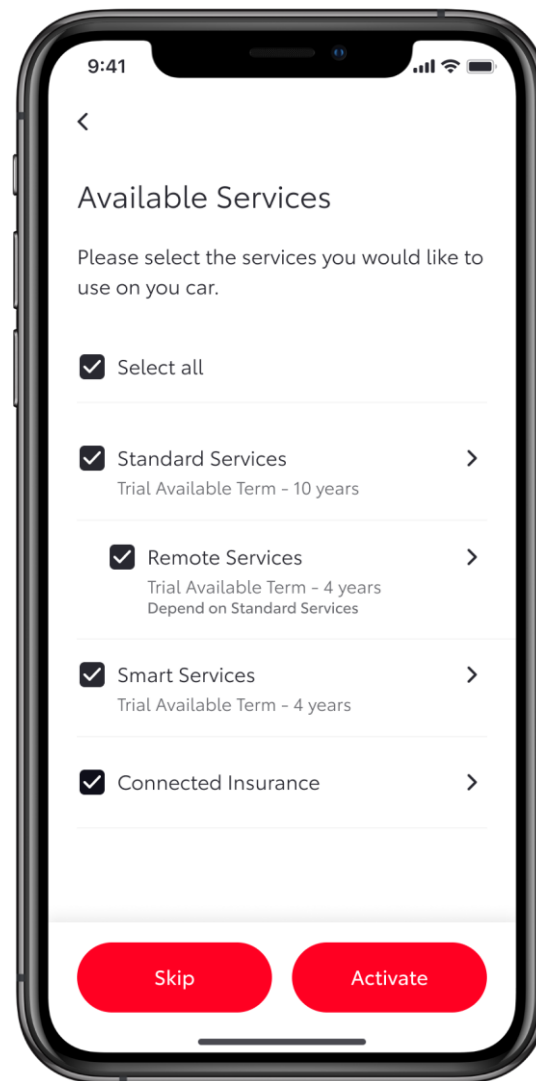 9:41
Available Services
Please select the services you would like to
use on you car.
Select all
Standard Services
Trial Available Term - 10 years
Remote Services
Trial Available Term - 4 years
Depend on Standard Services
Smart Services
Trial Available Term - 4 years
Connected Insurance
Skip
Activate